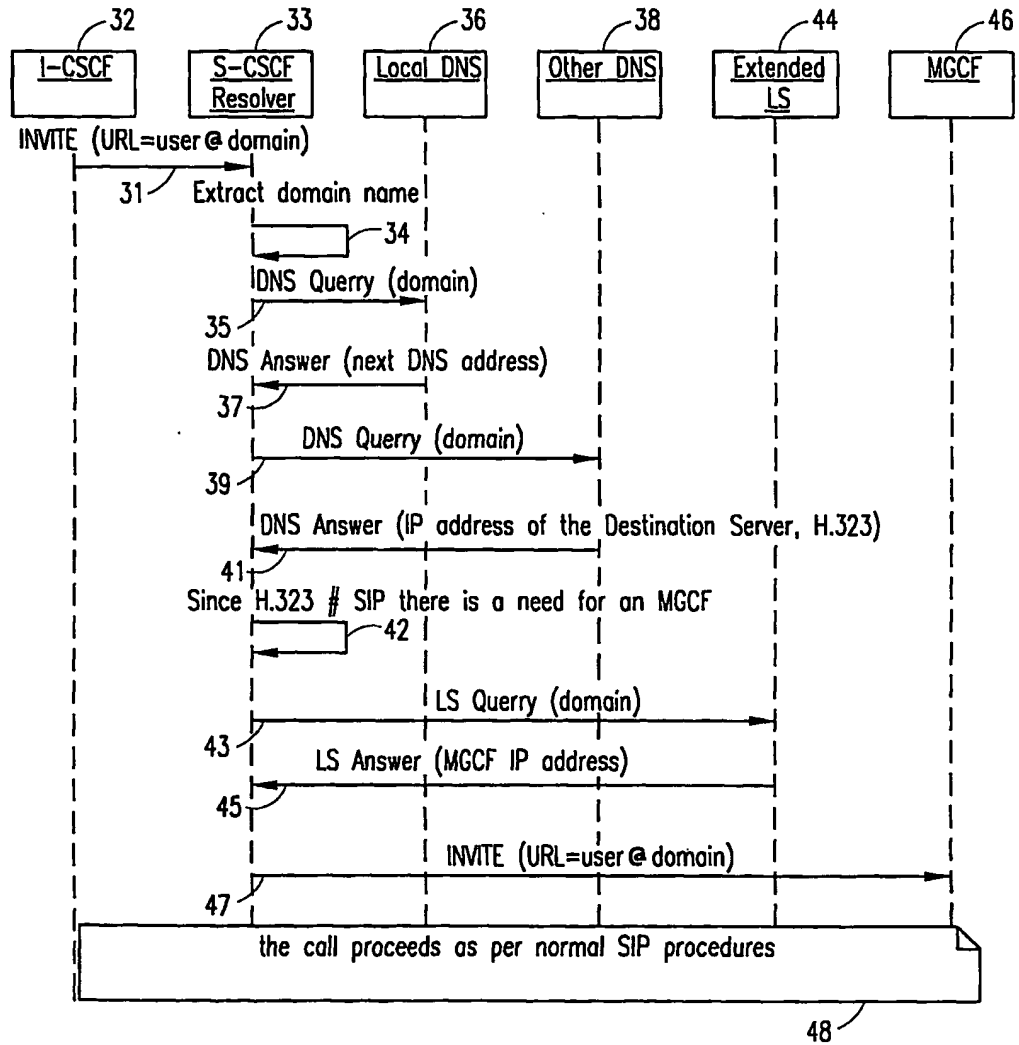 32 33 36 38 44 46
I-CSCF S-CSCF Resolver Local DNS Other DNS Extended LS MGCF
INVITE (URL=user@domain)
31
Extract domain name
34
DNS Querry (domain)
35
DNS Answer (next DNS address)
37
DNS Querry (domain)
39
DNS Answer (IP address of the Destination Server, H.323)
41
Since H.323 # SIP there is a need for an MGCF
42
LS Querry (domain)
43
LS Answer (MGCF IP address)
45
INVITE (URL=user@domain)
47
the call proceeds as per normal SIP procedures
48